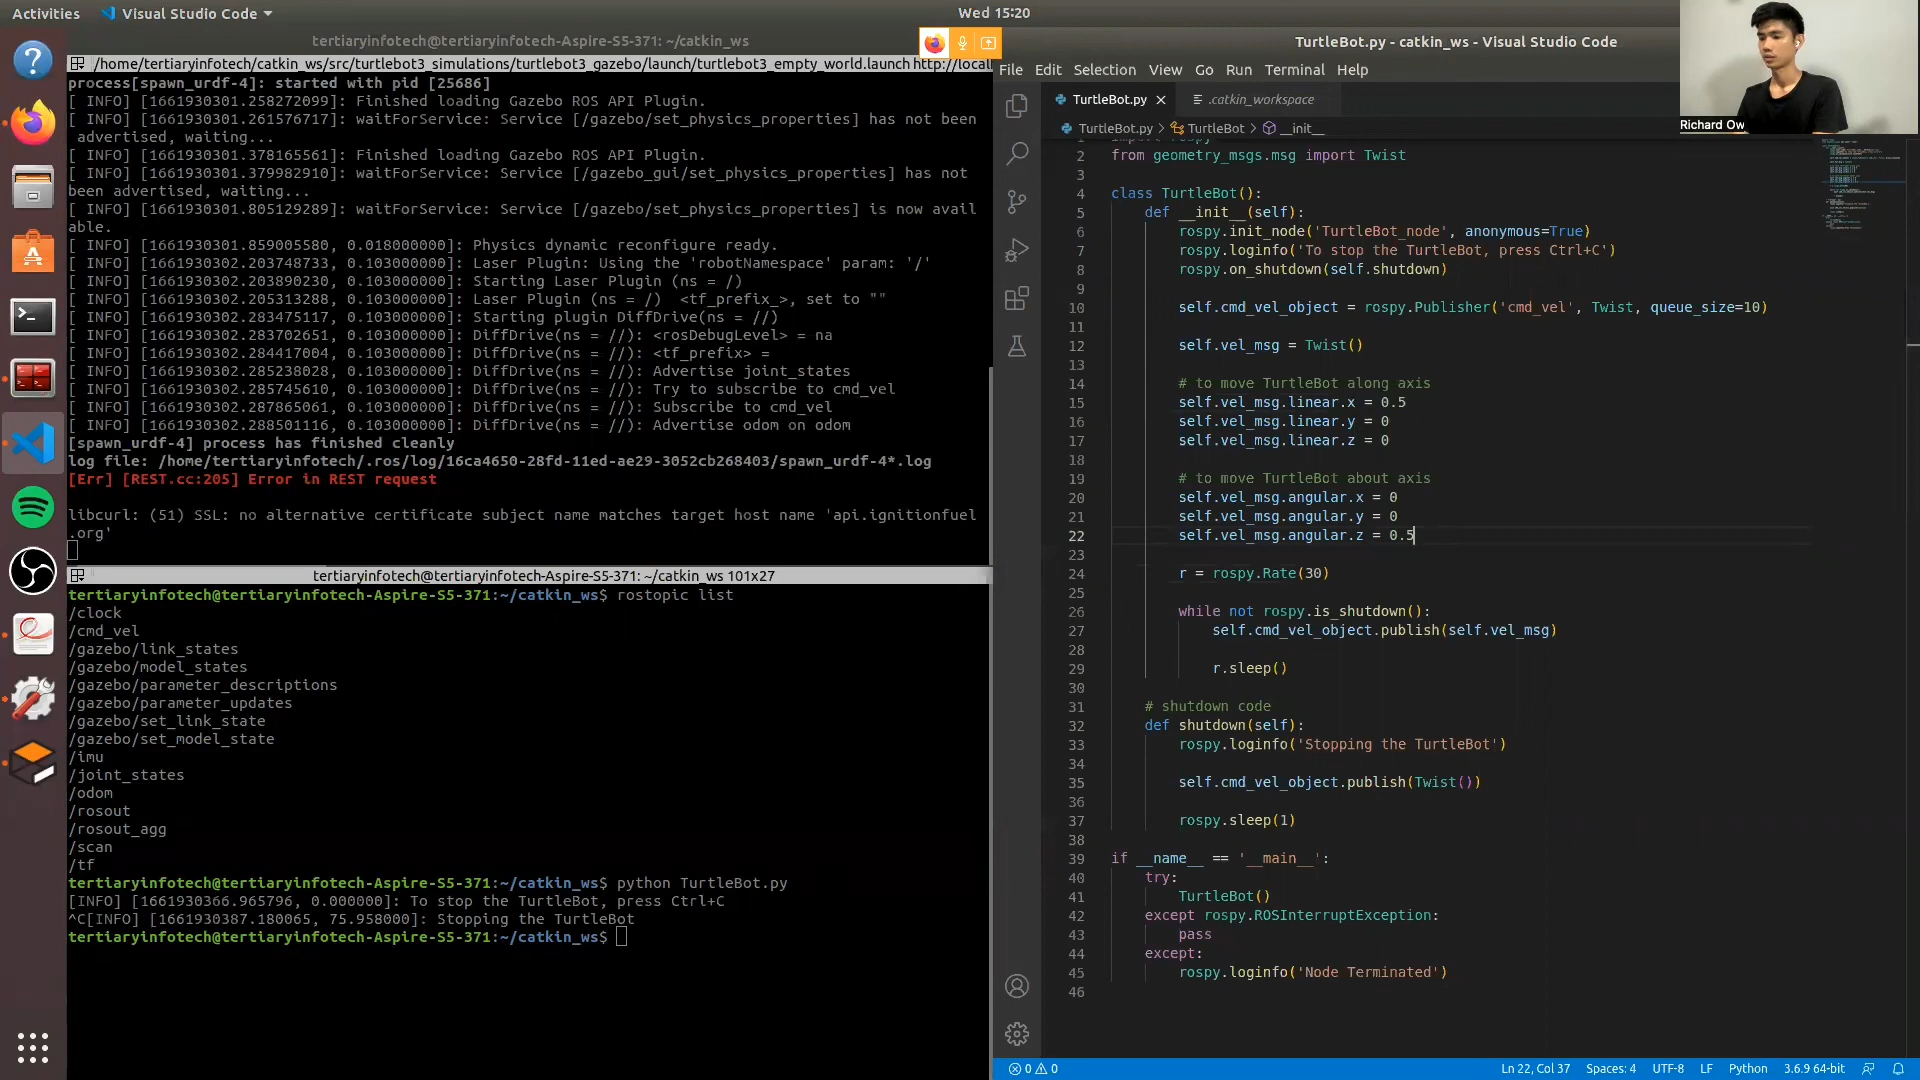 Activities
Visual Studio Code
Wed 15:20
tertiaryinfotech@tertiaryinfotech-Aspire-S5-371: ~/catkin_ws
/home/tertiaryinfotech/catkin_ws/src/turtlebot3_simulations/turtlebot3_gazebo/launch/turtlebot3_empty_world.launch http://local
process[spawn_urdf-4]: started with pid [25686]
[ INFO] [1661930301.258272099]: Finished loading Gazebo ROS API Plugin.
[ INFO] [1661930301.261576717]: waitForService: Service [/gazebo/set_physics_properties] has not been
 advertised, waiting...
[ INFO] [1661930301.378165561]: Finished loading Gazebo ROS API Plugin.
[ INFO] [1661930301.379982910]: waitForService: Service [/gazebo_gui/set_physics_properties] has not
been advertised, waiting...
[ INFO] [1661930301.805129289]: waitForService: Service [/gazebo/set_physics_properties] is now avail
able.
[ INFO] [1661930301.859005580, 0.018000000]: Physics dynamic reconfigure ready.
[ INFO] [1661930302.203748733, 0.103000000]: Laser Plugin: Using the 'robotNamespace' param: '/'
[ INFO] [1661930302.203890230, 0.103000000]: Starting Laser Plugin (ns = /)
[ INFO] [1661930302.205313288, 0.103000000]: Laser Plugin (ns = /)  <tf_prefix_>, set to ""
[ INFO] [1661930302.283475117, 0.103000000]: Starting plugin DiffDrive(ns = //)
[ INFO] [1661930302.283702651, 0.103000000]: DiffDrive(ns = //): <rosDebugLevel> = na
[ INFO] [1661930302.284417004, 0.103000000]: DiffDrive(ns = //): <tf_prefix> =
[ INFO] [1661930302.285238028, 0.103000000]: DiffDrive(ns = //): Advertise joint_states
[ INFO] [1661930302.285745610, 0.103000000]: DiffDrive(ns = //): Try to subscribe to cmd_vel
[ INFO] [1661930302.287865061, 0.103000000]: DiffDrive(ns = //): Subscribe to cmd_vel
[ INFO] [1661930302.288501116, 0.103000000]: DiffDrive(ns = //): Advertise odom on odom
[spawn_urdf-4] process has finished cleanly
log file: /home/tertiaryinfotech/.ros/log/16ca4650-28fd-11ed-ae29-3052cb268403/spawn_urdf-4*.log
[Err] [REST.cc:205] Error in REST request
libcurl: (51) SSL: no alternative certificate subject name matches target host name 'api.ignitionfuel
.org'
tertiaryinfotech@tertiaryinfotech-Aspire-S5-371: ~/catkin_ws 101x27
tertiaryinfotech@tertiaryinfotech-Aspire-S5-371:~/catkin_ws$ rostopic list
/clock
/cmd_vel
/gazebo/link_states
/gazebo/model_states
/gazebo/parameter_descriptions
/gazebo/parameter_updates
/gazebo/set_link_state
/gazebo/set_model_state
/imu
/joint_states
/odom
/rosout
/rosout_agg
/scan
/tf
tertiaryinfotech@tertiaryinfotech-Aspire-S5-371:~/catkin_ws$ python TurtleBot.py
[INFO] [1661930366.965796, 0.000000]: To stop the TurtleBot, press Ctrl+C
^C[INFO] [1661930387.180065, 75.958000]: Stopping the TurtleBot
tertiaryinfotech@tertiaryinfotech-Aspire-S5-371:~/catkin_ws$
TurtleBot.py - catkin_ws - Visual Studio Code
File Edit Selection View Go Run Terminal Help
TurtleBot.py
.catkin_workspace
TurtleBot.py > TurtleBot > __init__
2 from geometry_msgs.msg import Twist
3
4 class TurtleBot():
5 def __init__(self):
6 rospy.init_node('TurtleBot_node', anonymous=True)
7 rospy.loginfo('To stop the TurtleBot, press Ctrl+C')
8 rospy.on_shutdown(self.shutdown)
9
10 self.cmd_vel_object = rospy.Publisher('cmd_vel', Twist, queue_size=10)
11
12 self.vel_msg = Twist()
13
14 # to move TurtleBot along axis
15 self.vel_msg.linear.x = 0.5
16 self.vel_msg.linear.y = 0
17 self.vel_msg.linear.z = 0
18
19 # to move TurtleBot about axis
20 self.vel_msg.angular.x = 0
21 self.vel_msg.angular.y = 0
22 self.vel_msg.angular.z = 0.5
23
24 r = rospy.Rate(30)
25
26 while not rospy.is_shutdown():
27 self.cmd_vel_object.publish(self.vel_msg)
28
29 r.sleep()
30
31 # shutdown code
32 def shutdown(self):
33 rospy.loginfo('Stopping the TurtleBot')
34
35 self.cmd_vel_object.publish(Twist())
36
37 rospy.sleep(1)
38
39 if __name__ == '__main__':
40 try:
41 TurtleBot()
42 except rospy.ROSInterruptException:
43 pass
44 except:
45 rospy.loginfo('Node Terminated')
46
0 0
Ln 22, Col 37 Spaces: 4 UTF-8 LF Python 3.6.9 64-bit
Richard Ow